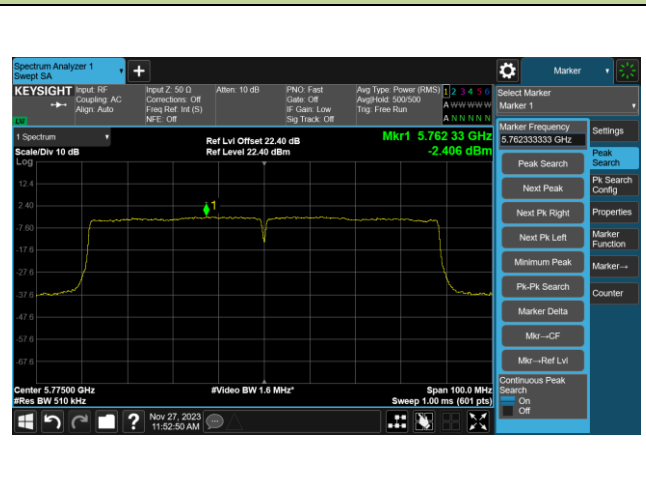 Spectrum Analyzer 1
Swept SA
+
Marker
KEYSIGHT
Input: RF
Coupling: AC
Align: Auto
Input Z: 50 Ω
Corrections: Off
Freq Ref: Int (S)
NFE: Off
Atten: 10 dB
PNO: Fast
Gate: Off
IF Gain: Low
Sig Track: Off
Avg Type: Power (RMS)
Avg|Hold: 500/500
Trig: Free Run
1 2 3 4 5 6
A W W W W W
A N N N N N
LXI
Select Marker
Marker 1
1 Spectrum
Scale/Div 10 dB
Log
Ref Lvl Offset 22.40 dB
Ref Level 22.40 dBm
Mkr1 5.762 33 GHz
-2.406 dBm
12.4
2.40
-7.60
-17.6
-27.6
-37.6
-47.6
-57.6
-67.6
1
Center 5.77500 GHz
#Res BW 510 kHz
#Video BW 1.6 MHz*
Span 100.0 MHz
Sweep 1.00 ms (601 pts)
Marker Frequency
5.762333333 GHz
Peak Search
Next Peak
Next Pk Right
Next Pk Left
Minimum Peak
Pk-Pk Search
Marker Delta
Mkr→CF
Mkr→Ref Lvl
Continuous Peak
Search
On
Off
Settings
Peak
Search
Pk Search
Config
Properties
Marker
Function
Marker→
Counter
?
Nov 27, 2023
11:52:50 AM